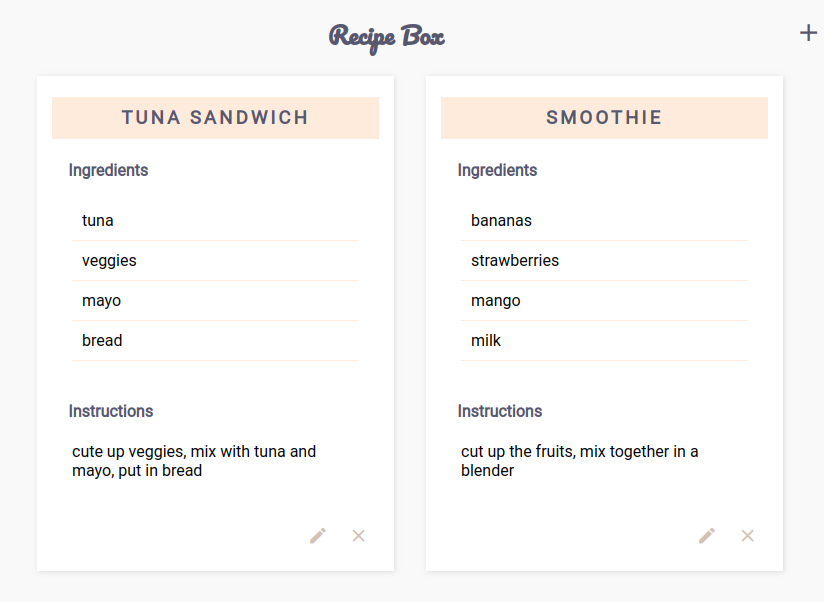 Recipe Box
+
TUNA SANDWICH
Ingredients
tuna
veggies
mayo
bread
Instructions
cute up veggies, mix with tuna and
mayo, put in bread
SMOOTHIE
Ingredients
bananas
strawberries
mango
milk
Instructions
cut up the fruits, mix together in a
blender